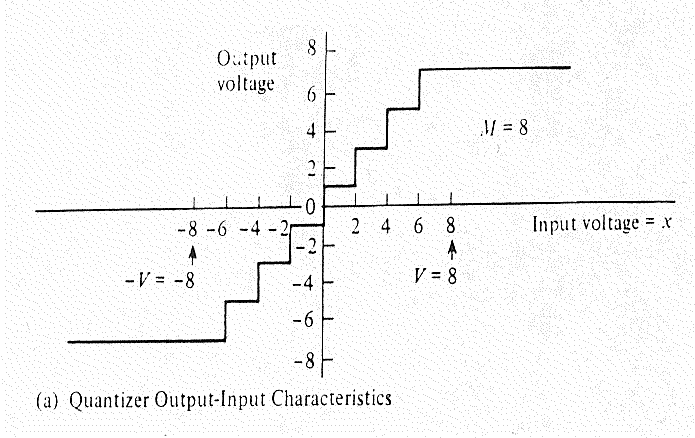 Output
voltage
8
6
4
2
0
M = 8
-8 -6 -4 -2
2 4 6 8
Input voltage = x
-2
-V = -8
V = 8
-4
-6
-8
(a) Quantizer Output-Input Characteristics